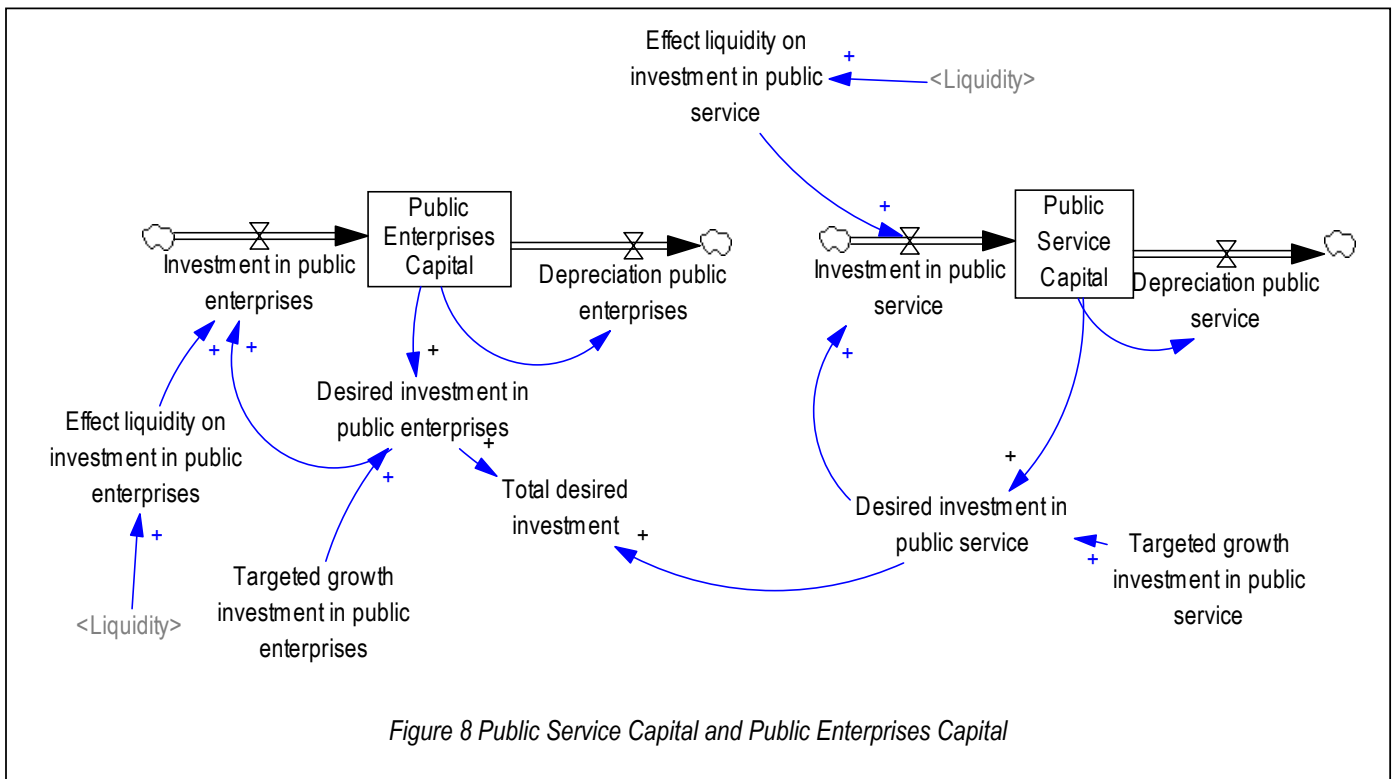 Effect liquidity on
investment in public
service
+
<Liquidity>
+
Public
Enterprises
Capital
Investment in public
enterprises
Depreciation public
enterprises
Public
Service
Capital
Investment in public
service
Depreciation public
service
+
+
+
+
Desired investment in
public enterprises
+
+
Effect liquidity on
investment in public
enterprises
+
<Liquidity>
Total desired
investment
+
Targeted growth
investment in public
enterprises
+
Desired investment in
public service
+
Targeted growth
investment in public
service
Figure 8 Public Service Capital and Public Enterprises Capital